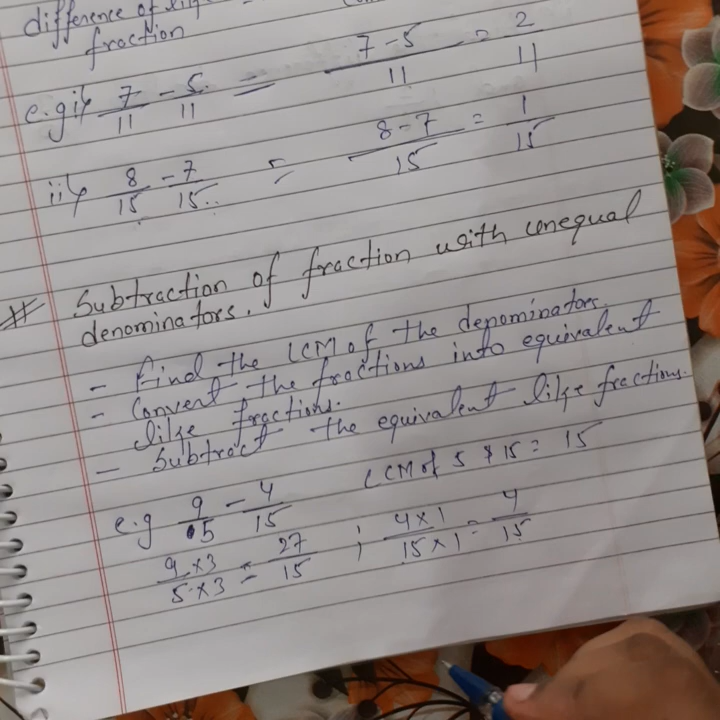 difference of like
fraction
e.g i) 7/11 - 5/11 = 7-5/11 = 2/11
ii) 8/15 - 7/15 = 8-7/15 = 1/15
# Subtraction of fraction with unequal
denominators.
- Find the LCM of the denominators.
- Convert the fractions into equivalent
like fractions.
- Subtract the equivalent like fractions.
e.g 9/5 - 4/15 LCM of 5 & 15 = 15
9×3/5×3 = 27/15 ; 4×1/15×1 = 4/15